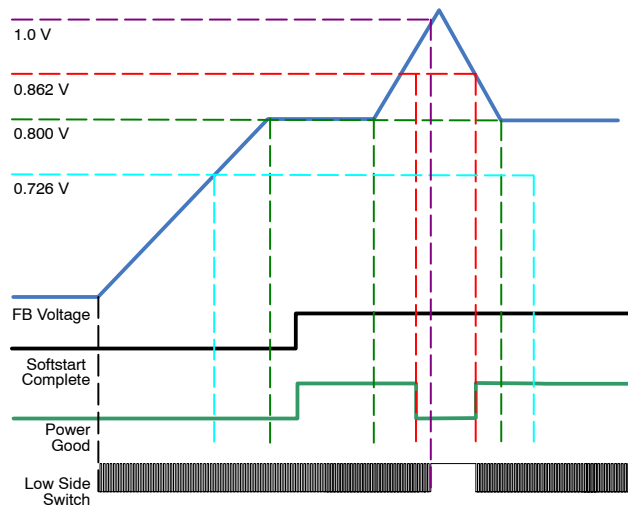 1.0 V
0.862 V
0.800 V
0.726 V
FB Voltage
Softstart
Complete
Power
Good
Low Side
Switch